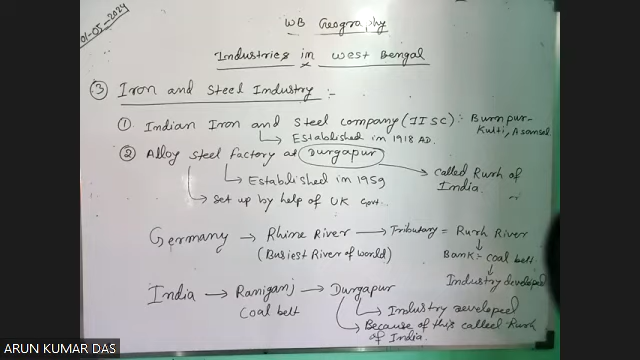 01-05-2024
WB Geography
Industries in West Bengal
③ Iron and Steel Industry :-
① Indian Iron and Steel Company (IISC) : Burnpur-
Kulti, Asansol
Established in 1918 AD.
② Alloy steel factory at Durgapur
called Rurh of
India
Established in 1959
Set up by help of UK Govt.
Germany → Rhine River → Tributary = Rurh River
(Busiest River of world)
Bank :- coal belt
Industry developed
India → Raniganj → Durgapur
coal belt
Industry developed
Because of this called Rurh
of India.
ARUN KUMAR DAS